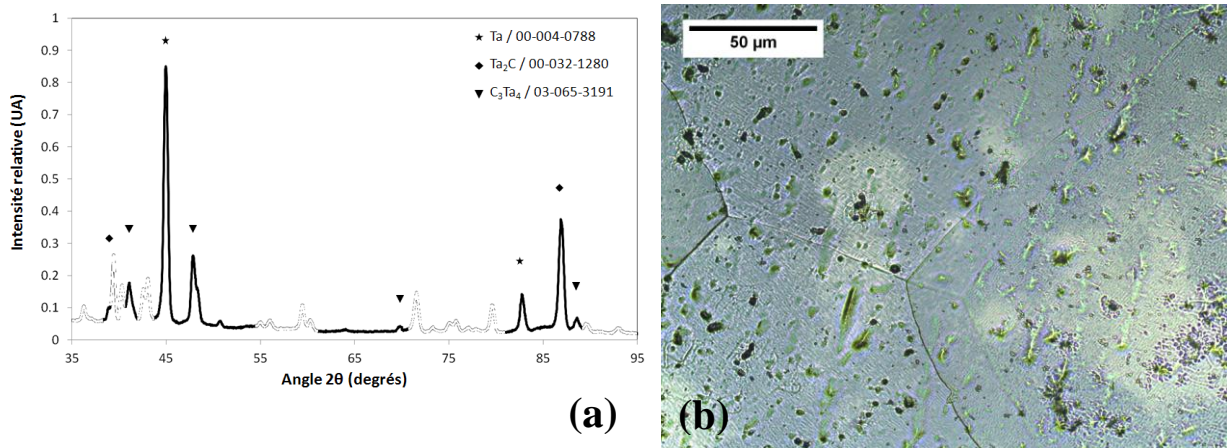 Intensité relative (UA)
1
0.9
0.8
0.7
0.6
0.5
0.4
0.3
0.2
0.1
0
★ Ta / 00-004-0788
◆ Ta₂C / 00-032-1280
▼ C₃Ta₄ / 03-065-3191
35 45 55 65 75 85 95
Angle 2θ (degrés)
(a)
50 µm
(b)